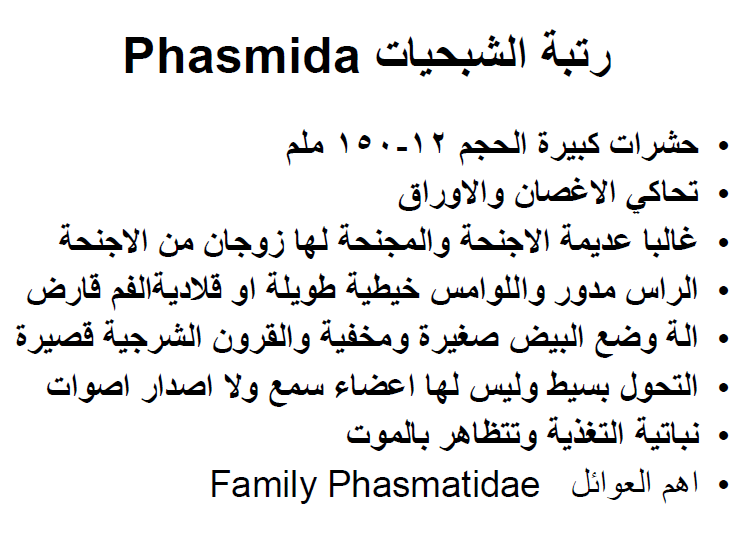 رتبة الشبحيات Phasmida
• حشرات كبيرة الحجم ١٢-١٥٠ ملم
• تحاكي الاغصان والاوراق
• غالبا عديمة الاجنحة والمجنحة لها زوجان من الاجنحة
• الراس مدور واللوامس خيطية طويلة او قلاديةالفم قارض
• الة وضع البيض صغيرة ومخفية والقرون الشرجية قصيرة
• التحول بسيط وليس لها اعضاء سمع ولا اصدار اصوات
• نباتية التغذية وتتظاهر بالموت
• اهم العوائل Family Phasmatidae